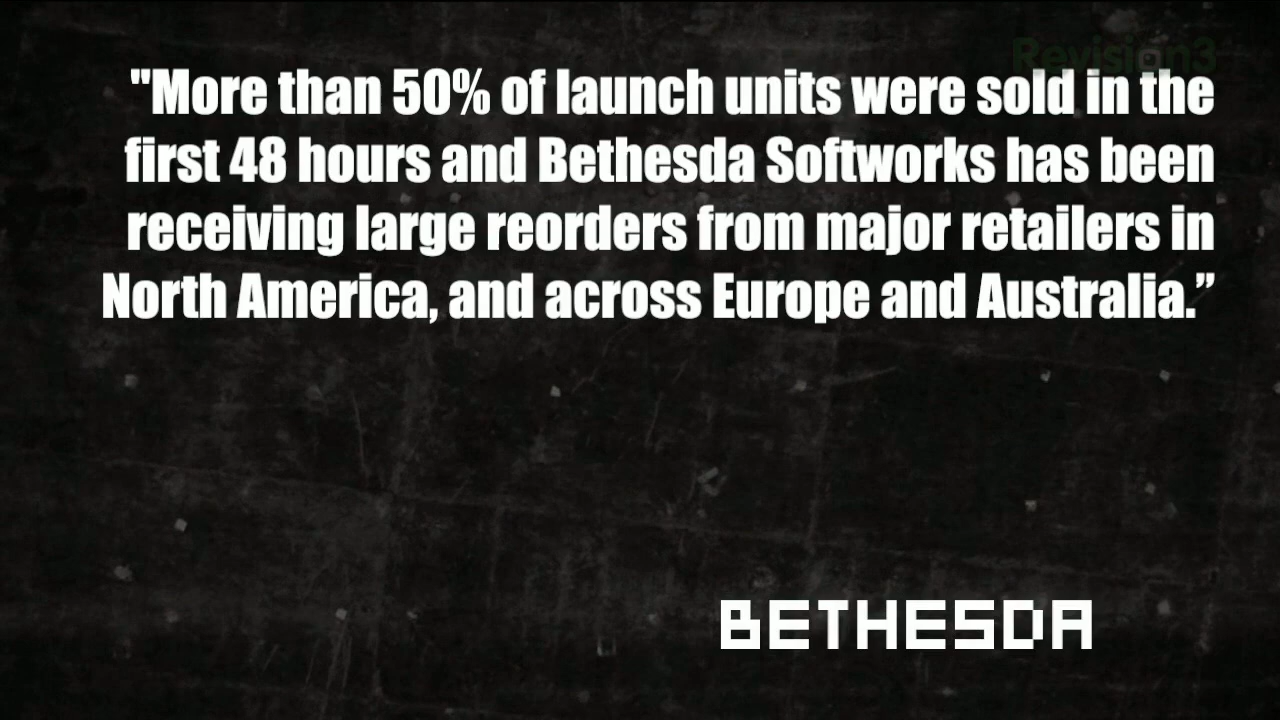 Revision3
"More than 50% of launch units were sold in the
first 48 hours and Bethesda Softworks has been
receiving large reorders from major retailers in
North America, and across Europe and Australia.”
BETHESDA